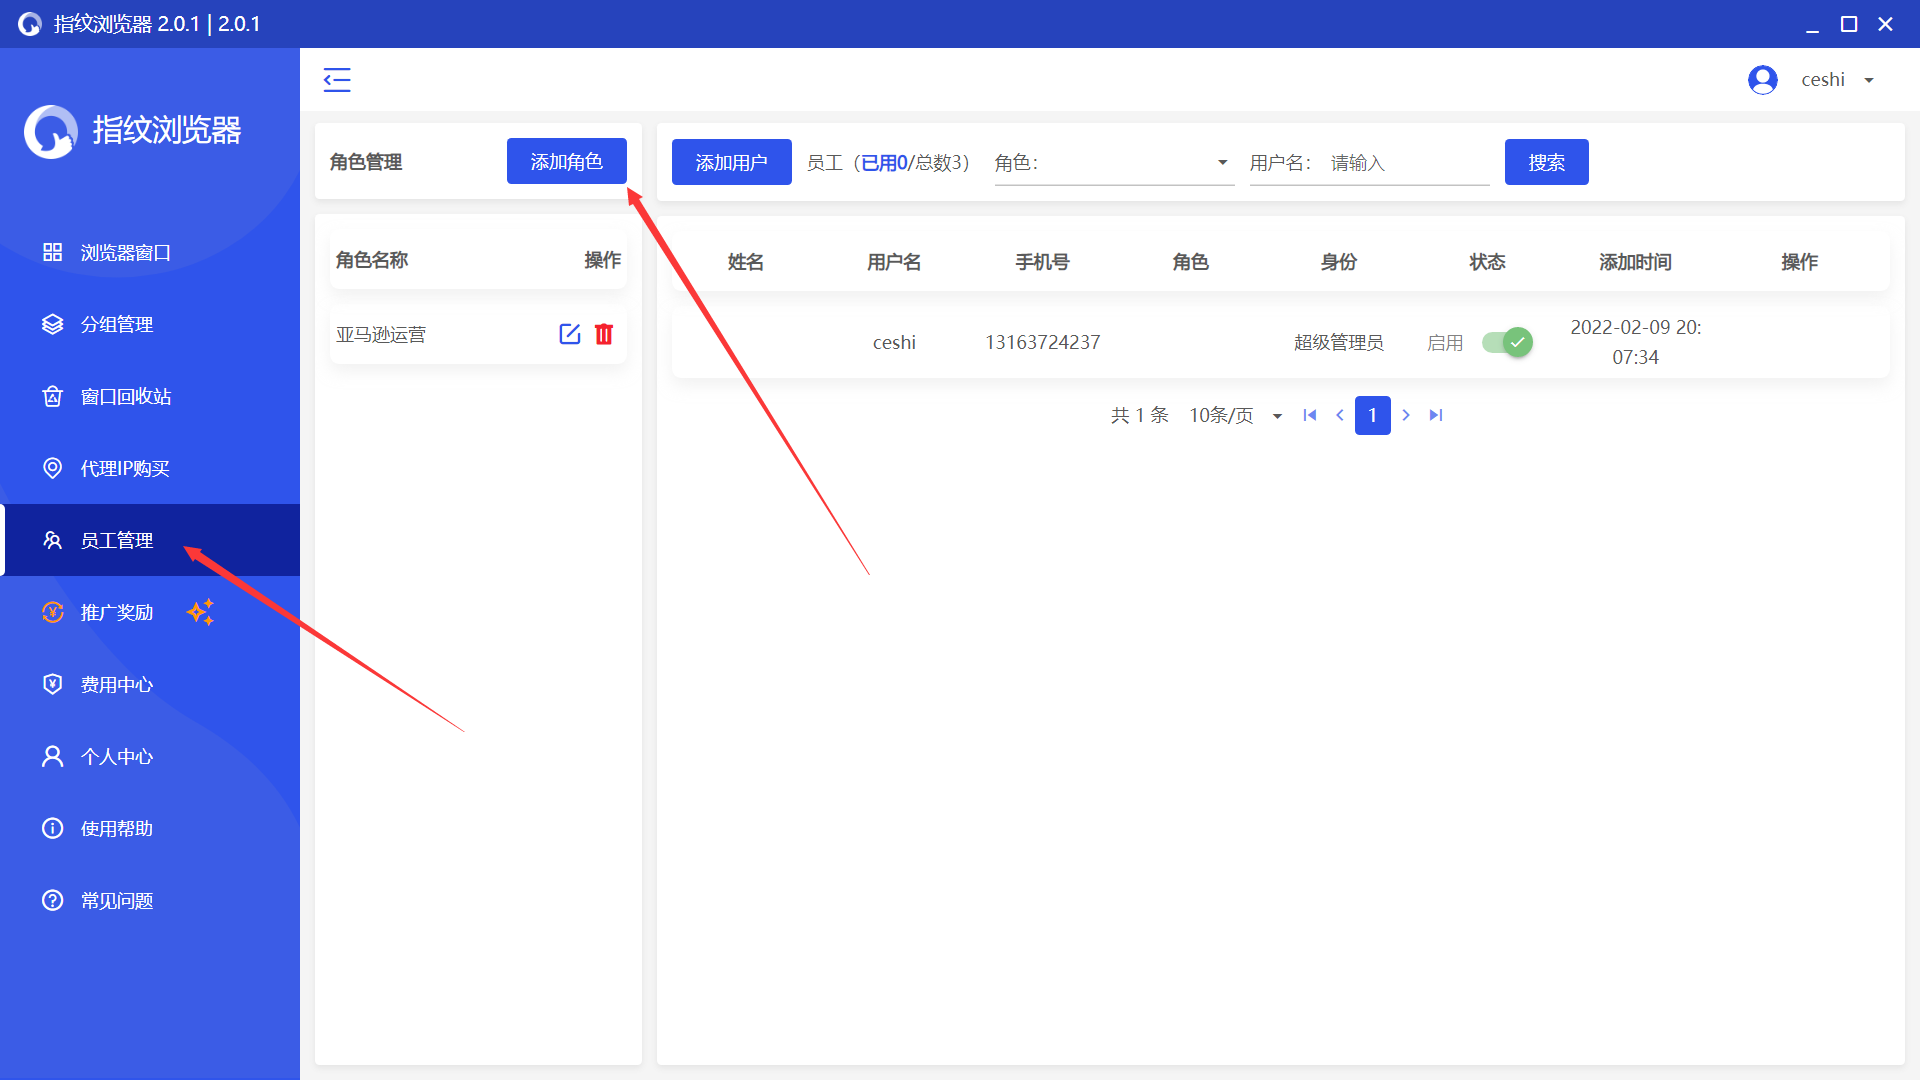 指纹浏览器 2.0.1 | 2.0.1
指纹浏览器
浏览器窗口
分组管理
窗口回收站
代理IP购买
员工管理
推广奖励
费用中心
个人中心
使用帮助
常见问题
ceshi
角色管理
添加角色
角色名称 操作
亚马逊运营
添加用户 员工（已用0/总数3） 角色： 用户名： 请输入 搜索
姓名 用户名 手机号 角色 身份 状态 添加时间 操作
ceshi 13163724237 超级管理员 启用 2022-02-09 20:
07:34
共 1 条 10条/页 1